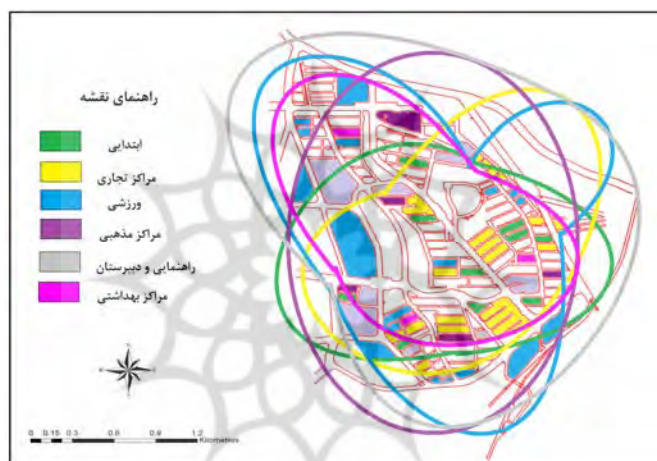 راهنمای نقشه
ابتدایی
مراکز تجاری
ورزشی
مراکز مذهبی
راهنمایی و دبیرستان
مراکز بهداشتی
0 0.15 0.3 0.6 0.9 1.2
Kilometers